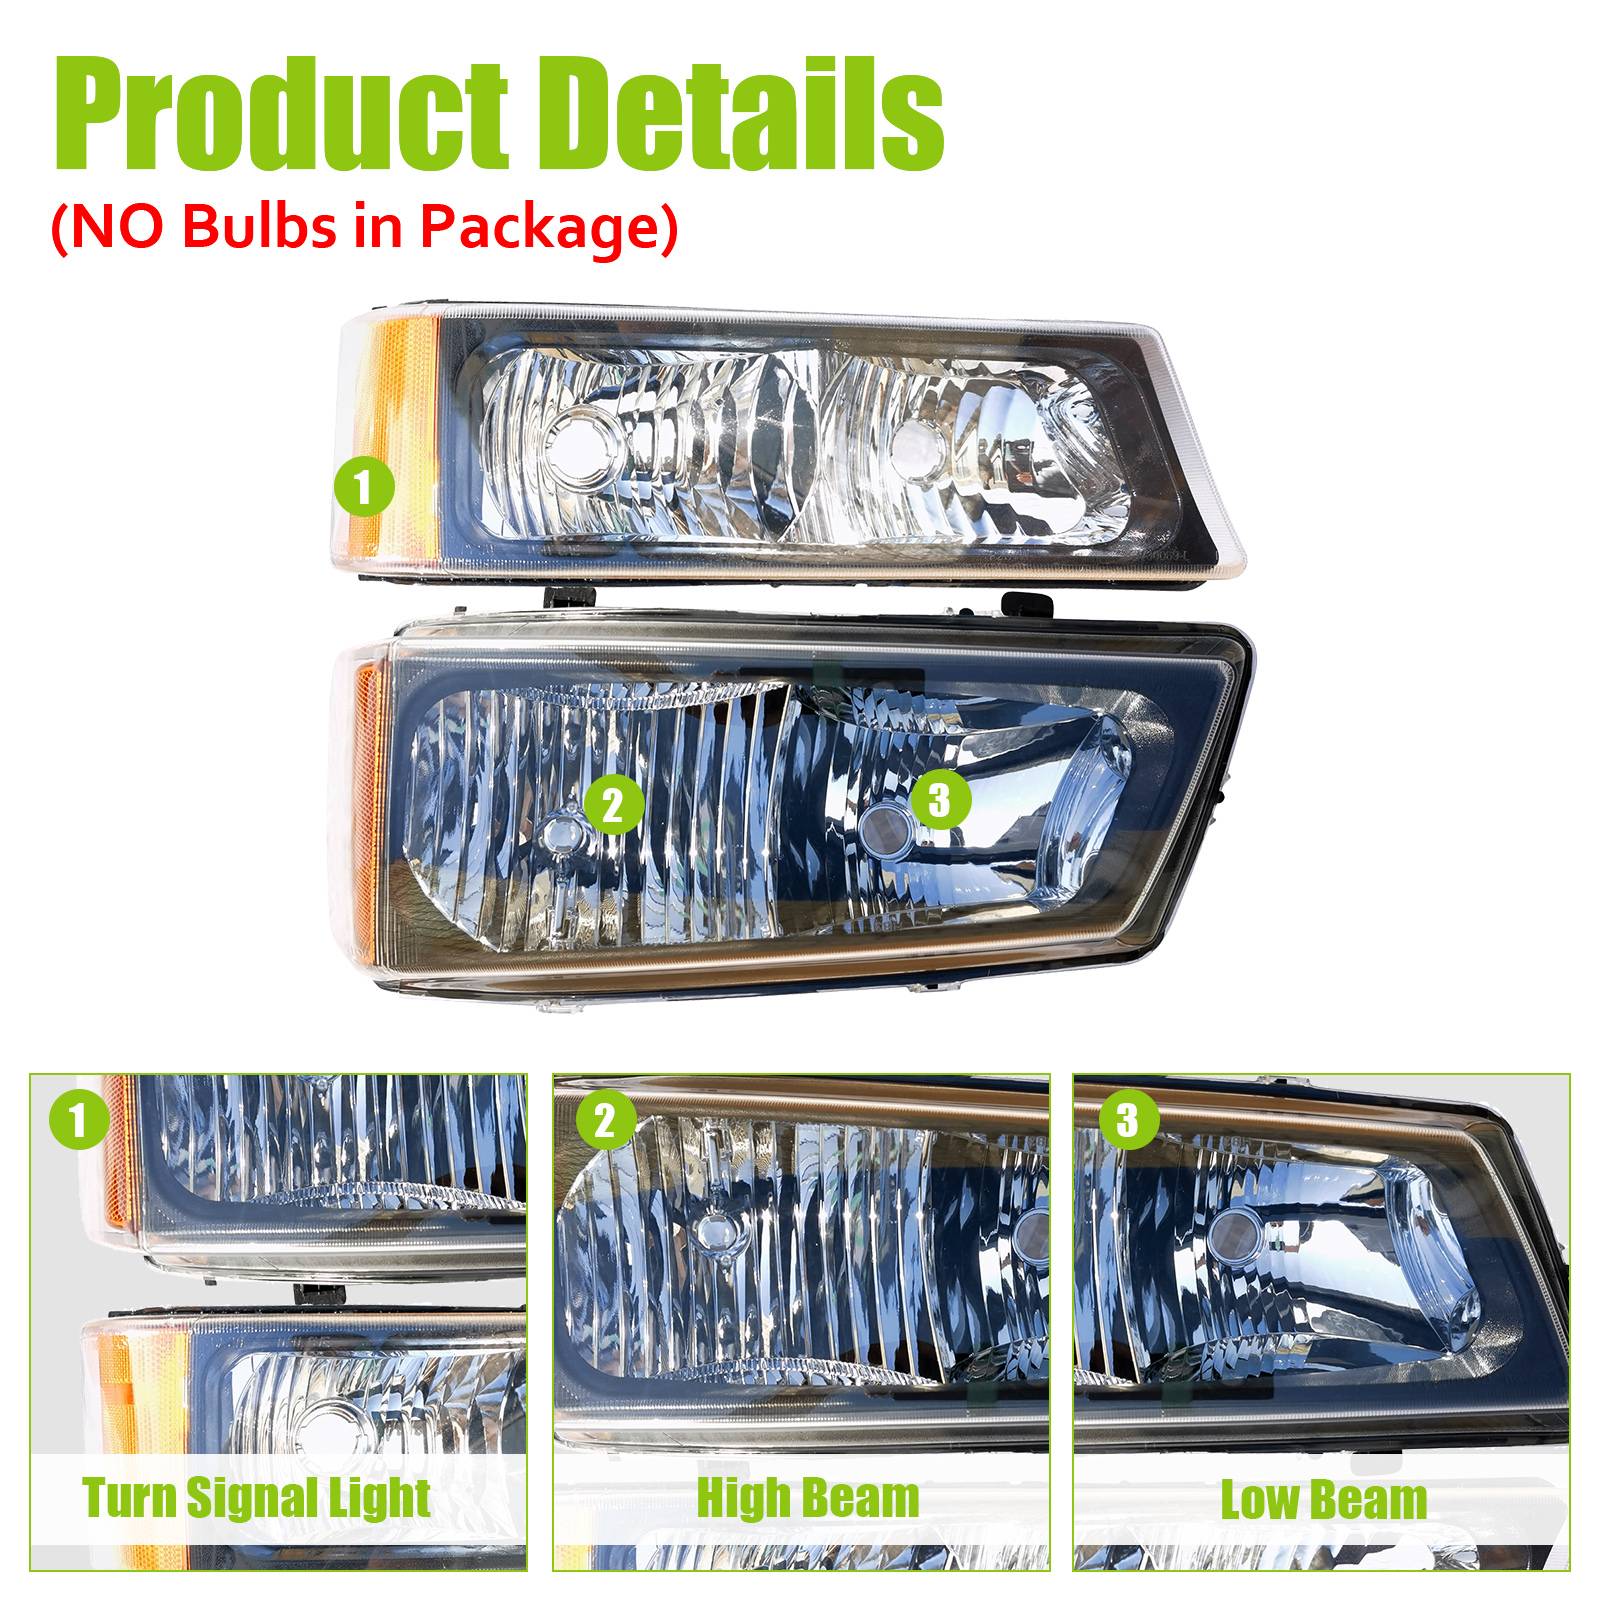 Product Details
(NO Bulbs in Package)
1
2
3
1
2
3
Turn Signal Light
High Beam
Low Beam